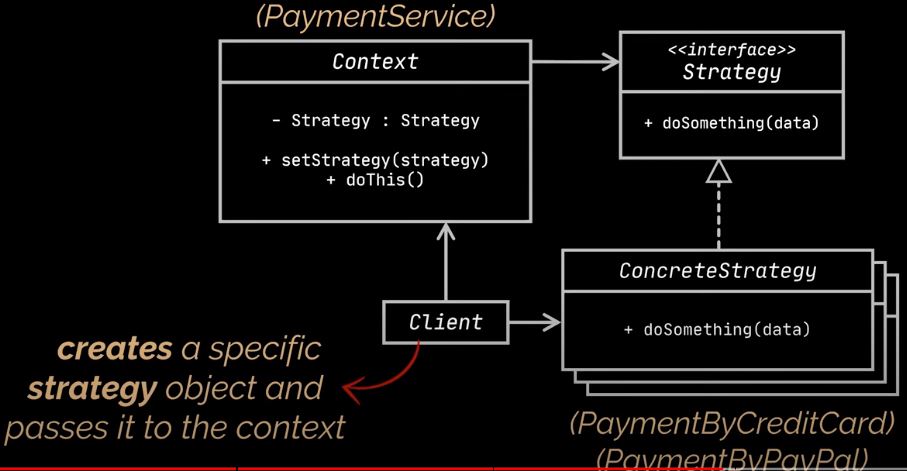 (PaymentService)
Context
- Strategy : Strategy
+ setStrategy(strategy)
+ doThis()
<<interface>>
Strategy
+ doSomething(data)
ConcreteStrategy
+ doSomething(data)
Client
creates a specific
strategy object and
passes it to the context
(PaymentByCreditCard)
(PaymentByPayPal)